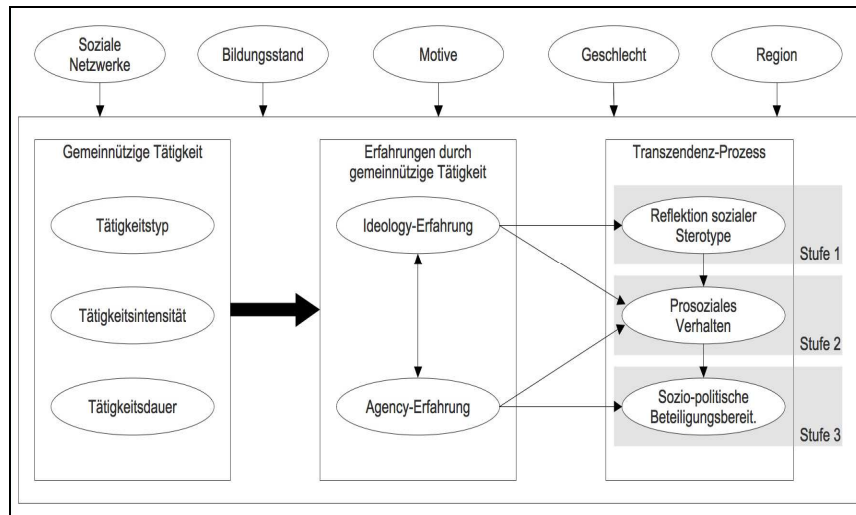 Soziale
Netzwerke
Bildungsstand
Motive
Geschlecht
Region
Gemeinnützige Tätigkeit
Tätigkeitstyp
Tätigkeitsintensität
Tätigkeitsdauer
Erfahrungen durch
gemeinnützige Tätigkeit
Ideology-Erfahrung
Agency-Erfahrung
Transzendenz-Prozess
Reflektion sozialer
Sterotype
Stufe 1
Prosoziales
Verhalten
Stufe 2
Sozio-politische
Beteiligungsbereit.
Stufe 3